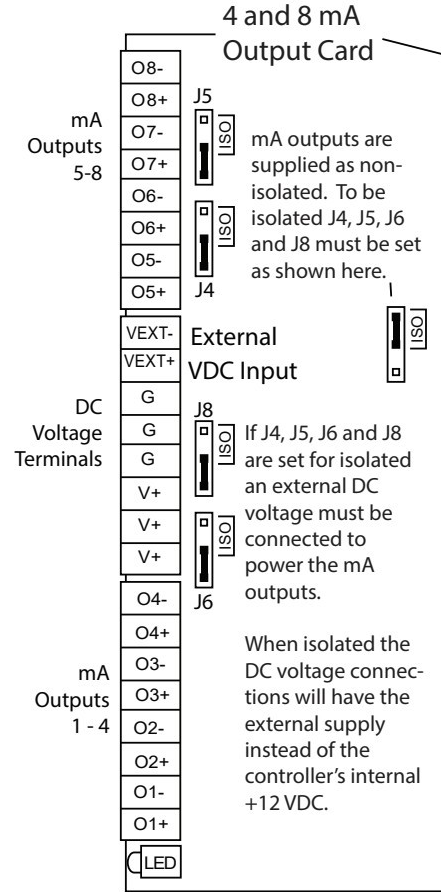 4 and 8 mA
Output Card
mA
Outputs
5-8
O8-
O8+
O7-
O7+
O6-
O6+
O5-
O5+
J5
ISO
ISO
J4
mA outputs are
supplied as non-
isolated. To be
isolated J4, J5, J6
and J8 must be set
as shown here.
ISO
VEXT-
VEXT+
External
VDC Input
DC
Voltage
Terminals
G
G
G
V+
V+
V+
J8
ISO
ISO
J6
If J4, J5, J6 and J8
are set for isolated
an external DC
voltage must be
connected to
power the mA
outputs.
mA
Outputs
1 - 4
O4-
O4+
O3-
O3+
O2-
O2+
O1-
O1+
LED
When isolated the
DC voltage connec-
tions will have the
external supply
instead of the
controller’s internal
+12 VDC.